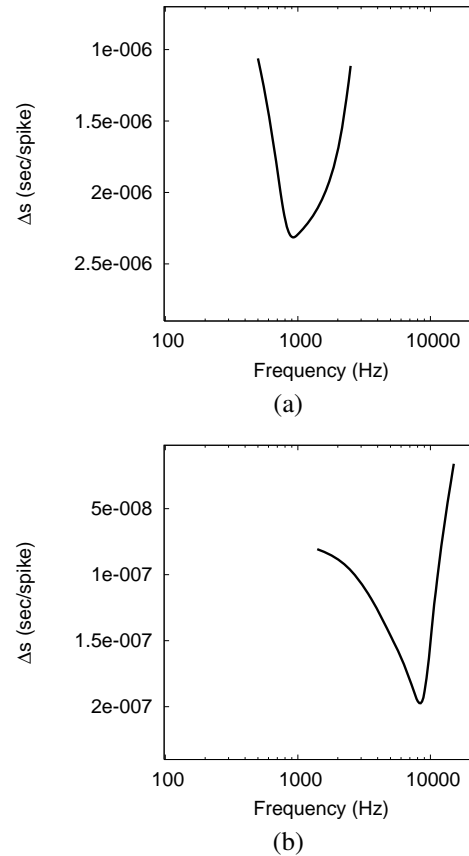 1e-006
1.5e-006
2e-006
2.5e-006
Δs (sec/spike)
100 1000 10000
Frequency (Hz)
(a)
5e-008
1e-007
1.5e-007
2e-007
Δs (sec/spike)
100 1000 10000
Frequency (Hz)
(b)